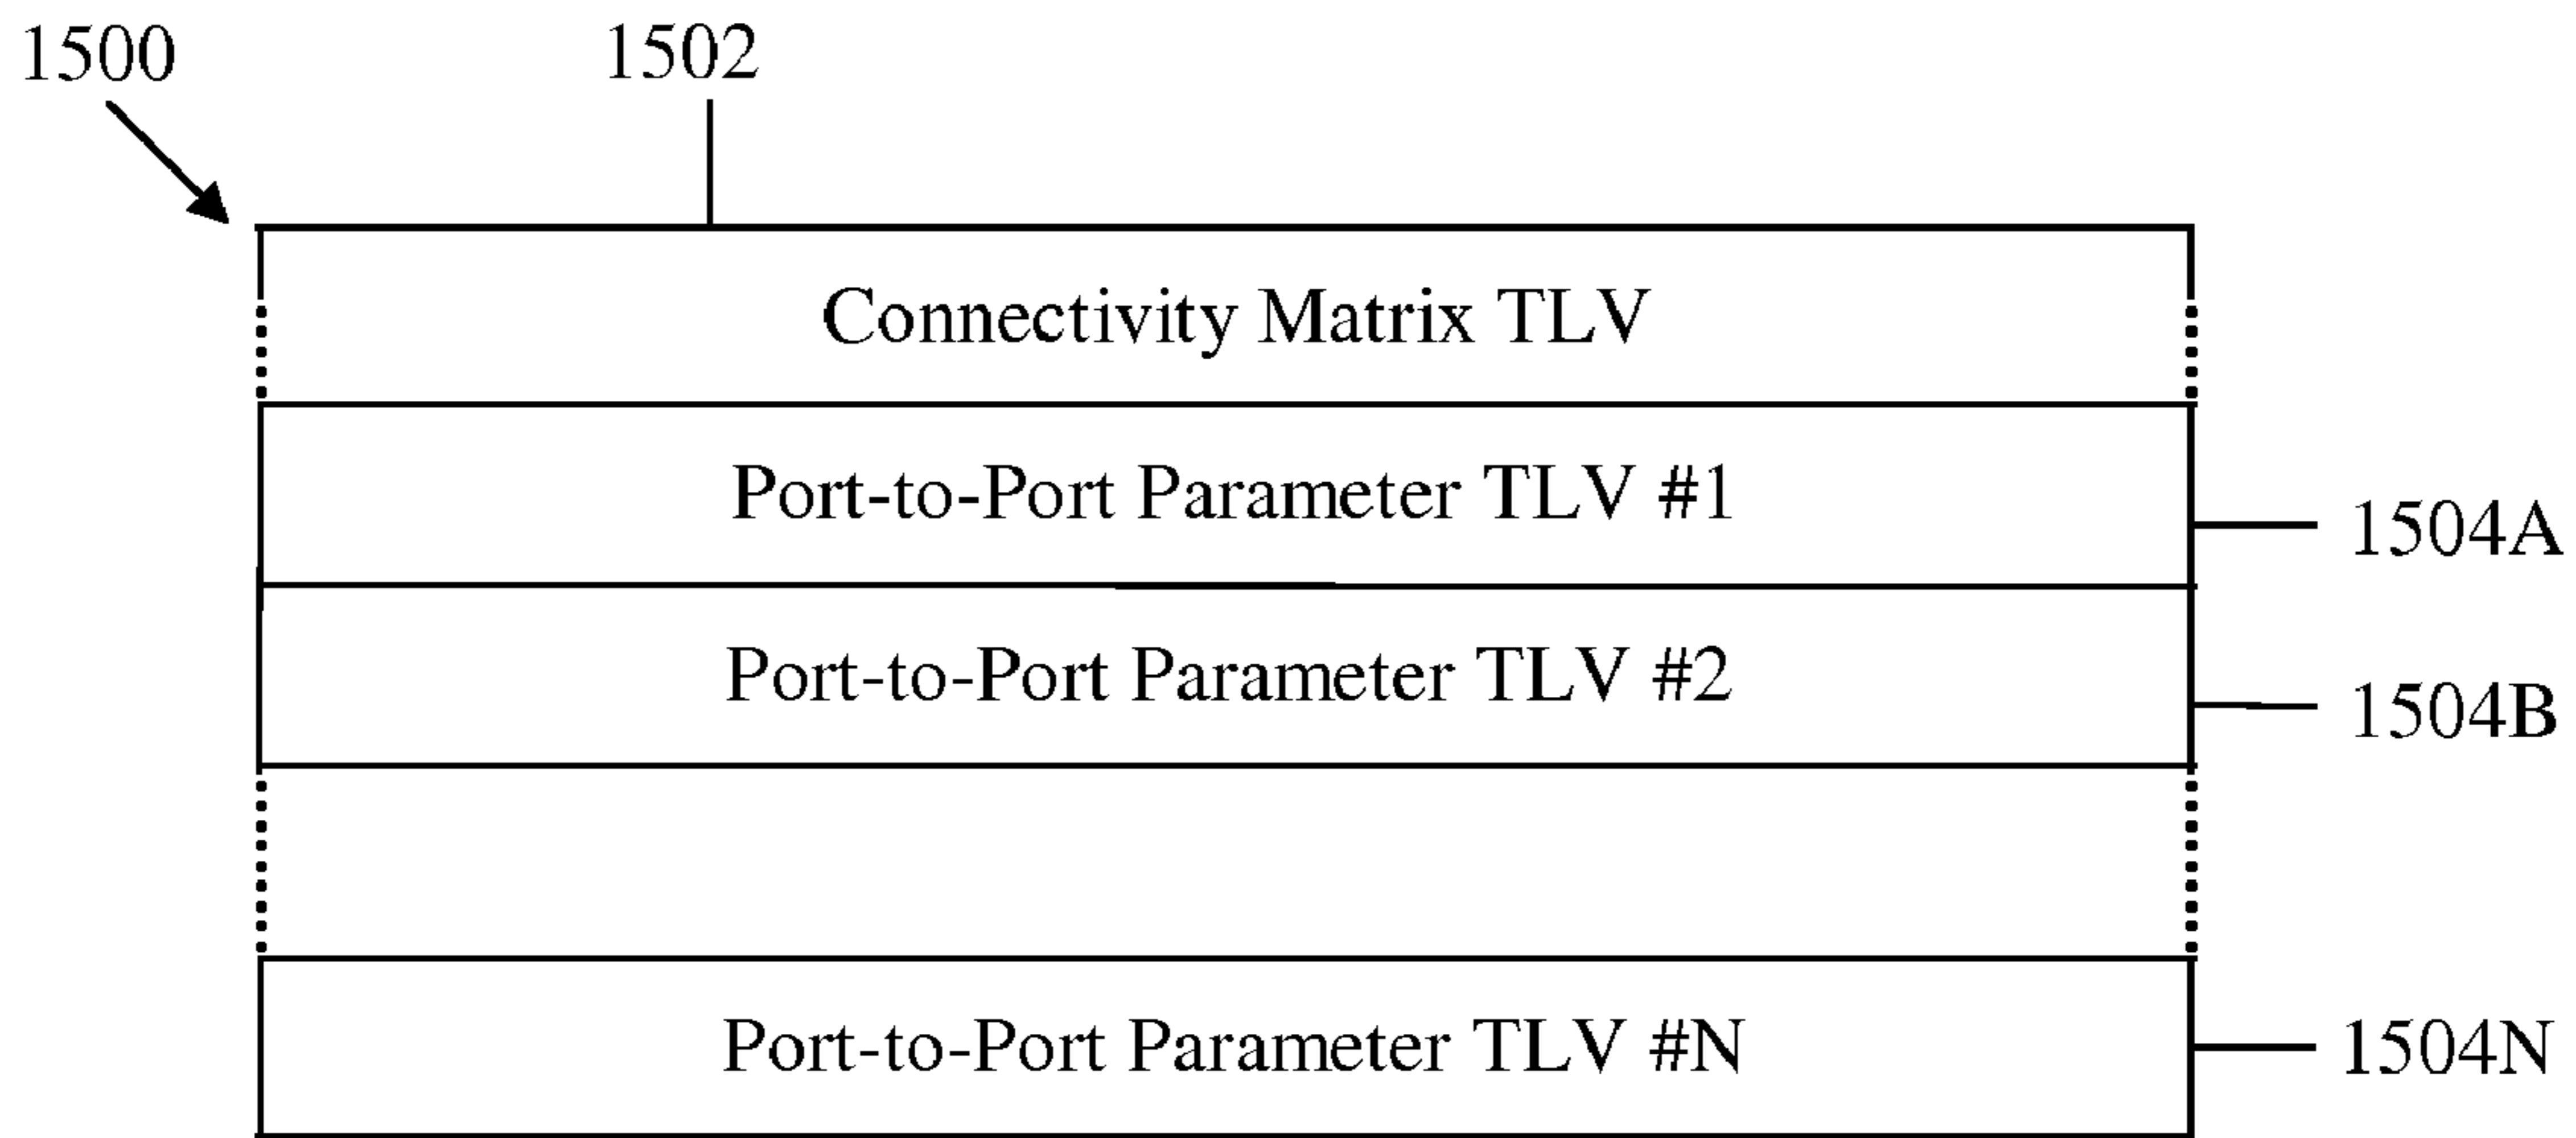 1500
1502
Connectivity Matrix TLV
Port-to-Port Parameter TLV #1
1504A
Port-to-Port Parameter TLV #2
1504B
Port-to-Port Parameter TLV #N
1504N